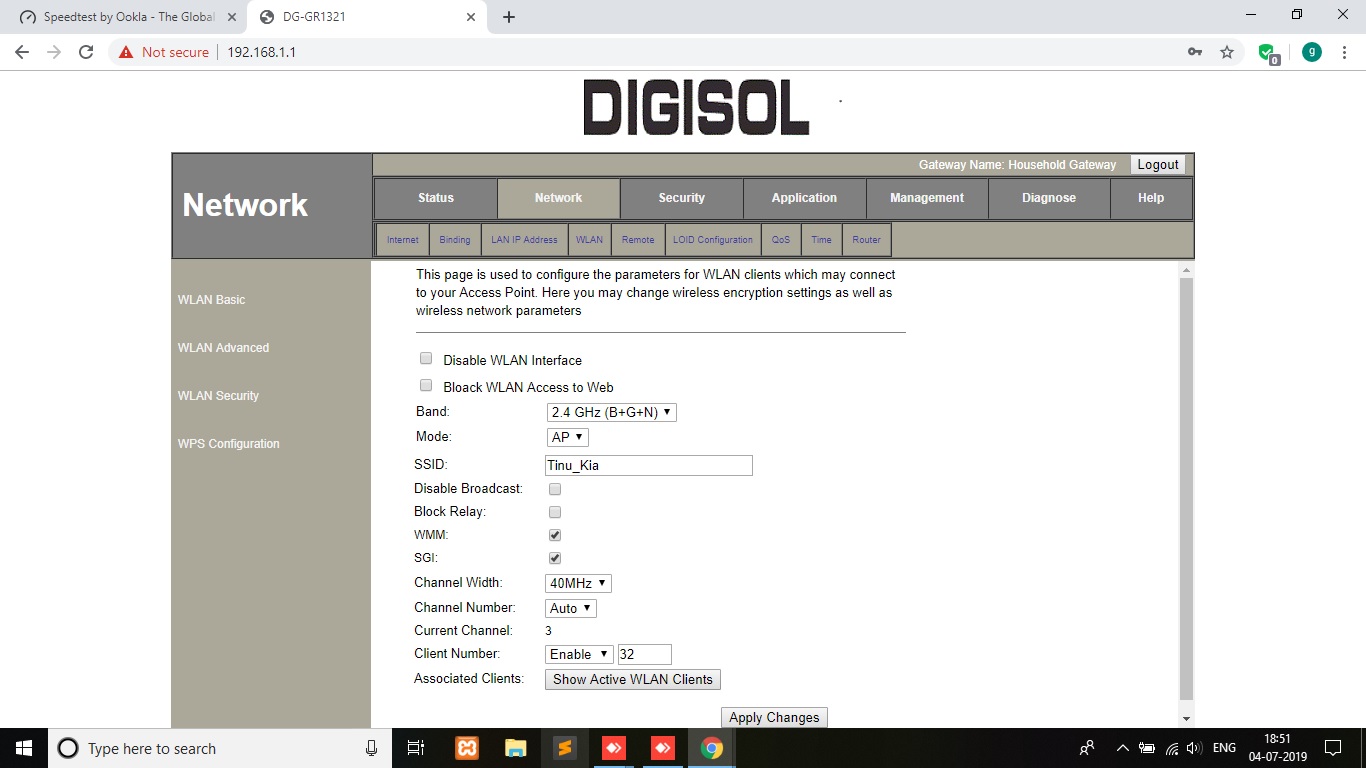 Speedtest by Ookla - The Global
DG-GR1321
Not secure
192.168.1.1
0
g
DIGISOL
Network
Gateway Name: Household Gateway
Logout
Status
Network
Security
Application
Management
Diagnose
Help
Internet
Binding
LAN IP Address
WLAN
Remote
LOID Configuration
QoS
Time
Router
WLAN Basic
WLAN Advanced
WLAN Security
WPS Configuration
This page is used to configure the parameters for WLAN clients which may connect
to your Access Point. Here you may change wireless encryption settings as well as
wireless network parameters
Disable WLAN Interface
Bloack WLAN Access to Web
Band: 2.4 GHz (B+G+N)
Mode: AP
SSID: Tinu_Kia
Disable Broadcast:
Block Relay:
WMM:
SGI:
Channel Width: 40MHz
Channel Number: Auto
Current Channel: 3
Client Number: Enable 32
Associated Clients: Show Active WLAN Clients
Apply Changes
Type here to search
ENG
18:51
04-07-2019